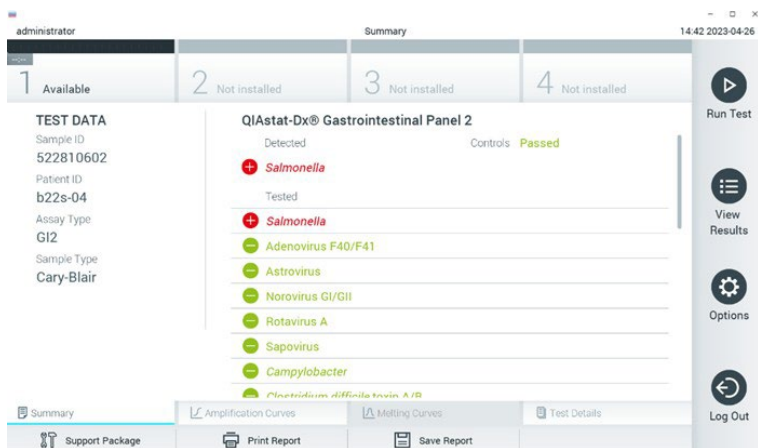 administrator Summary 14:42 2023-04-26
1 Available
2 Not installed
3 Not installed
4 Not installed
Run Test
View Results
Options
Log Out
TEST DATA
Sample ID
522810602
Patient ID
b22s-04
Assay Type
GI2
Sample Type
Cary-Blair
QIAstat-Dx® Gastrointestinal Panel 2
Detected Controls Passed
Salmonella
Tested
Salmonella
Adenovirus F40/F41
Astrovirus
Norovirus GI/GII
Rotavirus A
Sapovirus
Campylobacter
Clostridium difficile toxin A/B
Summary Amplification Curves Melting Curves Test Details
Support Package Print Report Save Report